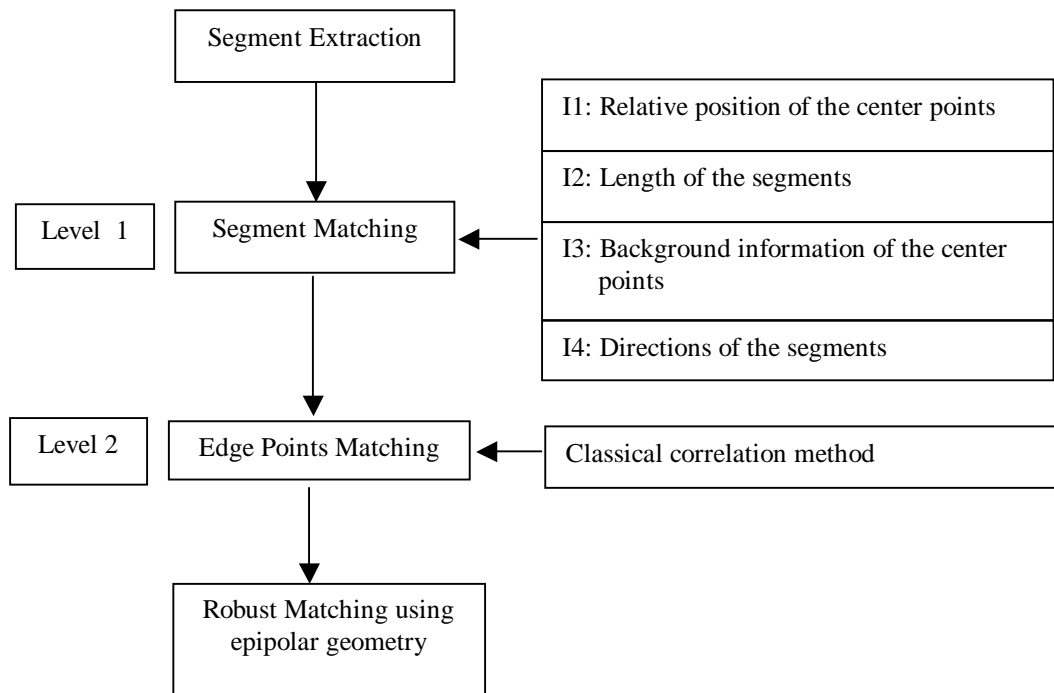 Segment Extraction
I1: Relative position of the center points
I2: Length of the segments
Level 1
Segment Matching
I3: Background information of the center
points
I4: Directions of the segments
Level 2
Edge Points Matching
Classical correlation method
Robust Matching using
epipolar geometry